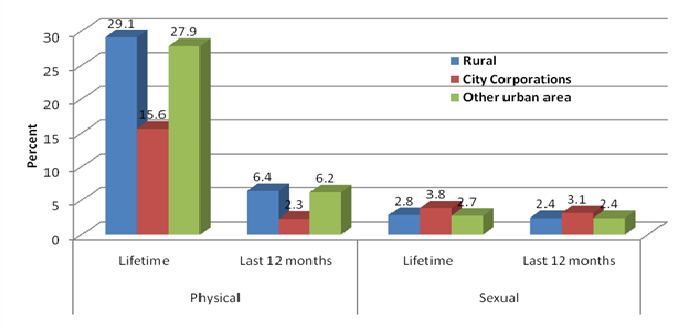 30
25
20
15
10
5
0
Percent
29.1
15.6
27.9
6.4
2.3
6.2
2.8
3.8
2.7
2.4
3.1
2.4
Rural
City Corporations
Other urban area
Lifetime
Last 12 months
Lifetime
Last 12 months
Physical
Sexual